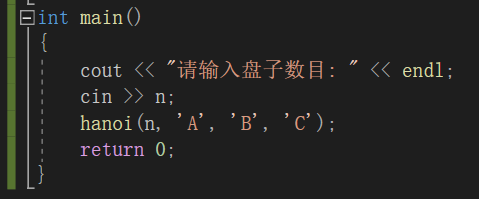 int main()
{
cout << "请输入盘子数目: " << endl;
cin >> n;
hanoi(n, 'A', 'B', 'C');
return 0;
}